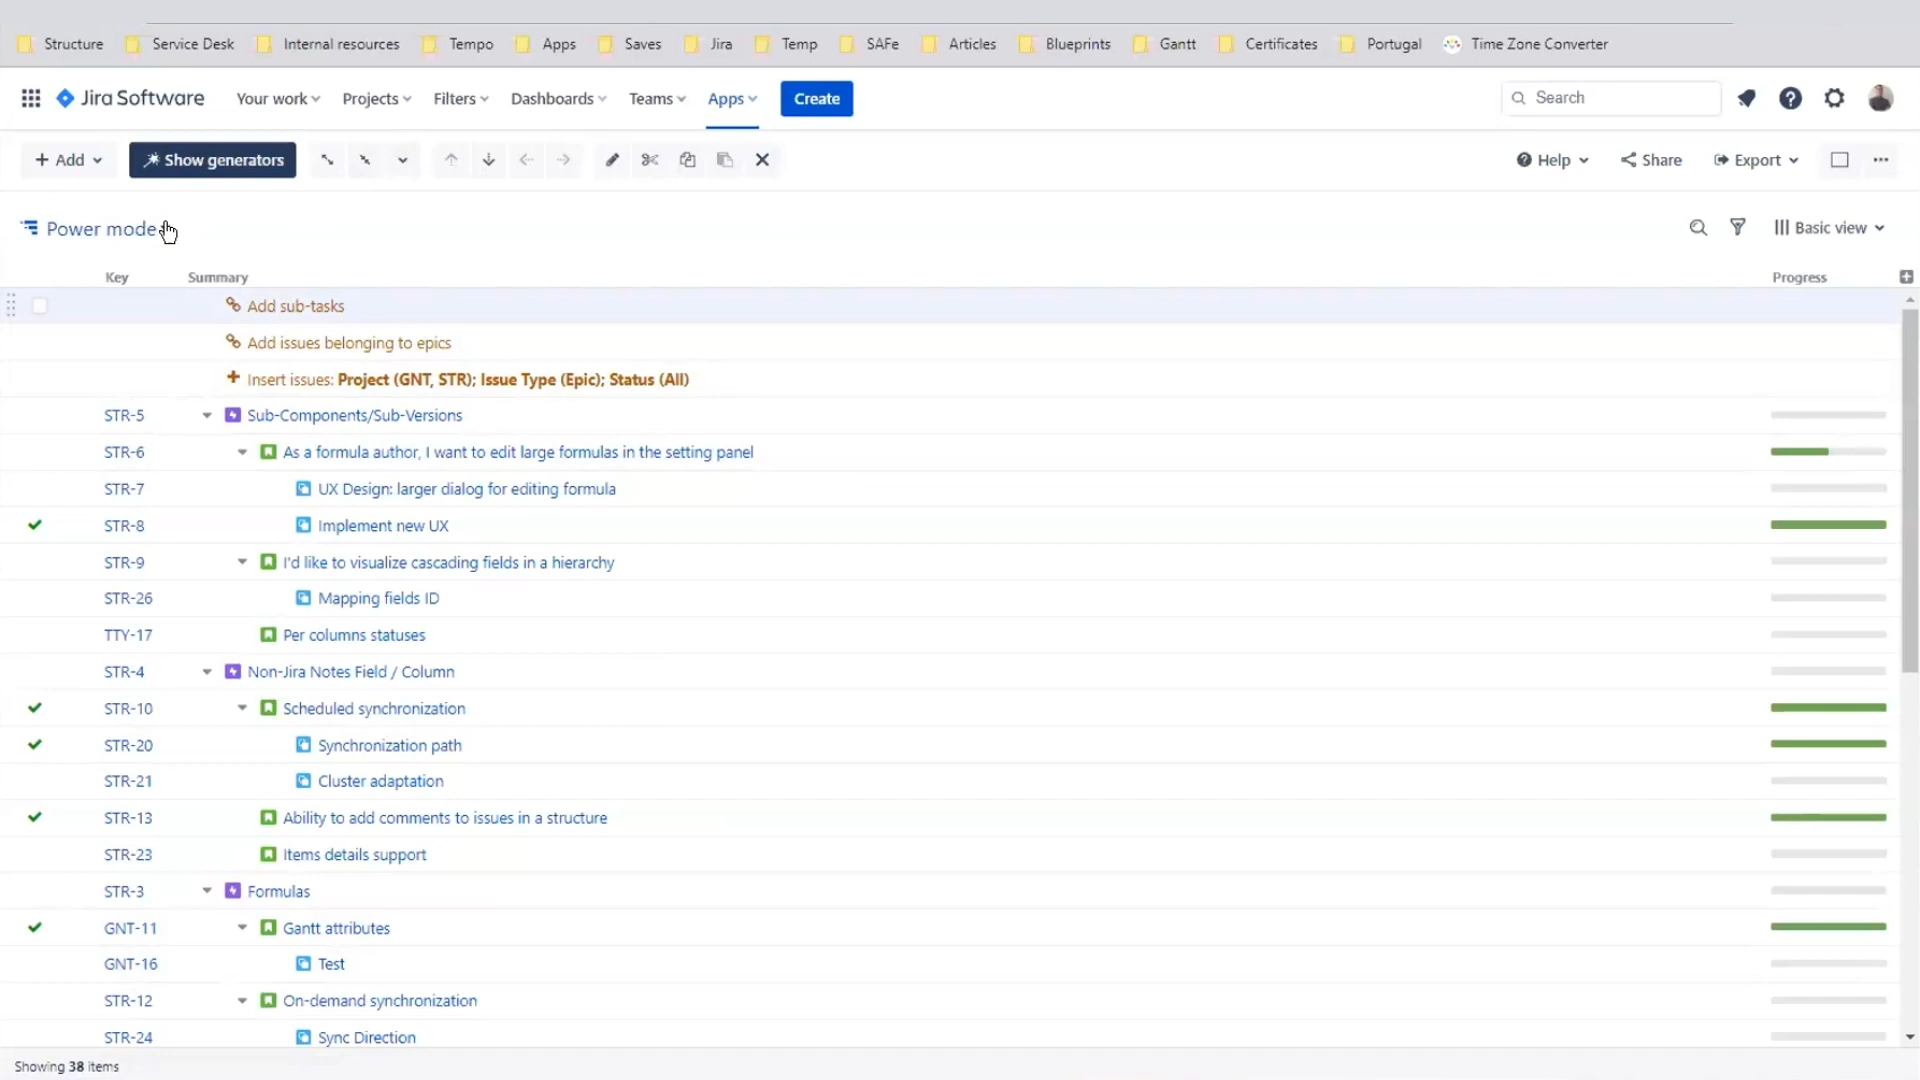 Structure Service Desk Internal resources Tempo Apps Saves Jira Temp SAFe Articles Blueprints Gantt Certificates Portugal Time Zone Converter
Jira Software Your work Projects Filters Dashboards Teams Apps Create Search
+ Add Show generators Help Share Export
Power mode Basic view
Key Summary Progress
Add sub-tasks
Add issues belonging to epics
Insert issues: Project (GNT, STR); Issue Type (Epic); Status (All)
STR-5 Sub-Components/Sub-Versions
STR-6 As a formula author, I want to edit large formulas in the setting panel
STR-7 UX Design: larger dialog for editing formula
STR-8 Implement new UX
STR-9 I'd like to visualize cascading fields in a hierarchy
STR-26 Mapping fields ID
TTY-17 Per columns statuses
STR-4 Non-Jira Notes Field / Column
STR-10 Scheduled synchronization
STR-20 Synchronization path
STR-21 Cluster adaptation
STR-13 Ability to add comments to issues in a structure
STR-23 Items details support
STR-3 Formulas
GNT-11 Gantt attributes
GNT-16 Test
STR-12 On-demand synchronization
STR-24 Sync Direction
Showing 38 items